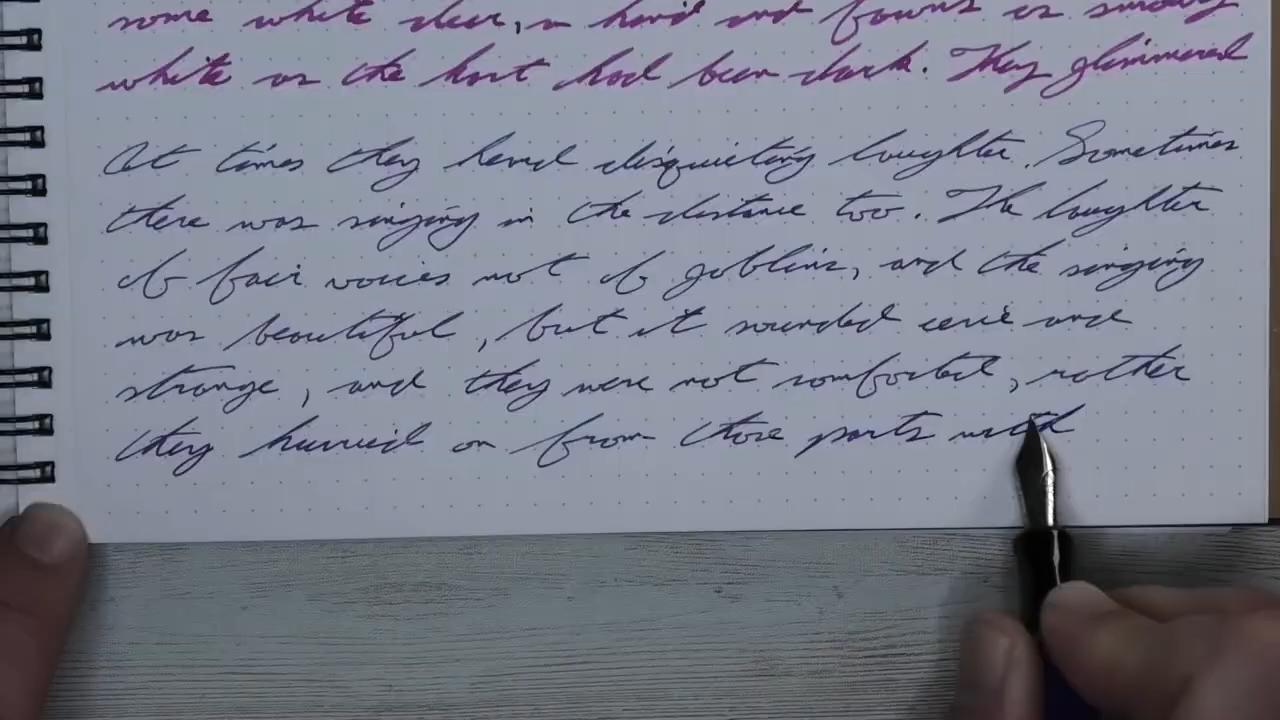 some white deer, a hind and fawns as snowy
white as the hart had been dark. They glimmered
At times they heard disquieting laughter. Sometimes
there was singing in the distance too. The laughter
of fair voices not of goblins, and the singing
was beautiful, but it sounded eerie and
strange, and they were not comforted, rather
they hurried on from those parts with